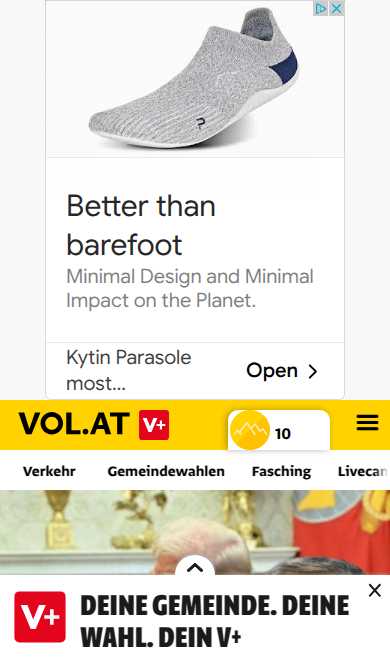 Better than
barefoot
Minimal Design and Minimal
Impact on the Planet.
Kytin Parasole
most...
Open
VOL.AT V+
10
Verkehr Gemeindewahlen Fasching Livecan
V+
DEINE GEMEINDE. DEINE
WAHL. DEIN V+